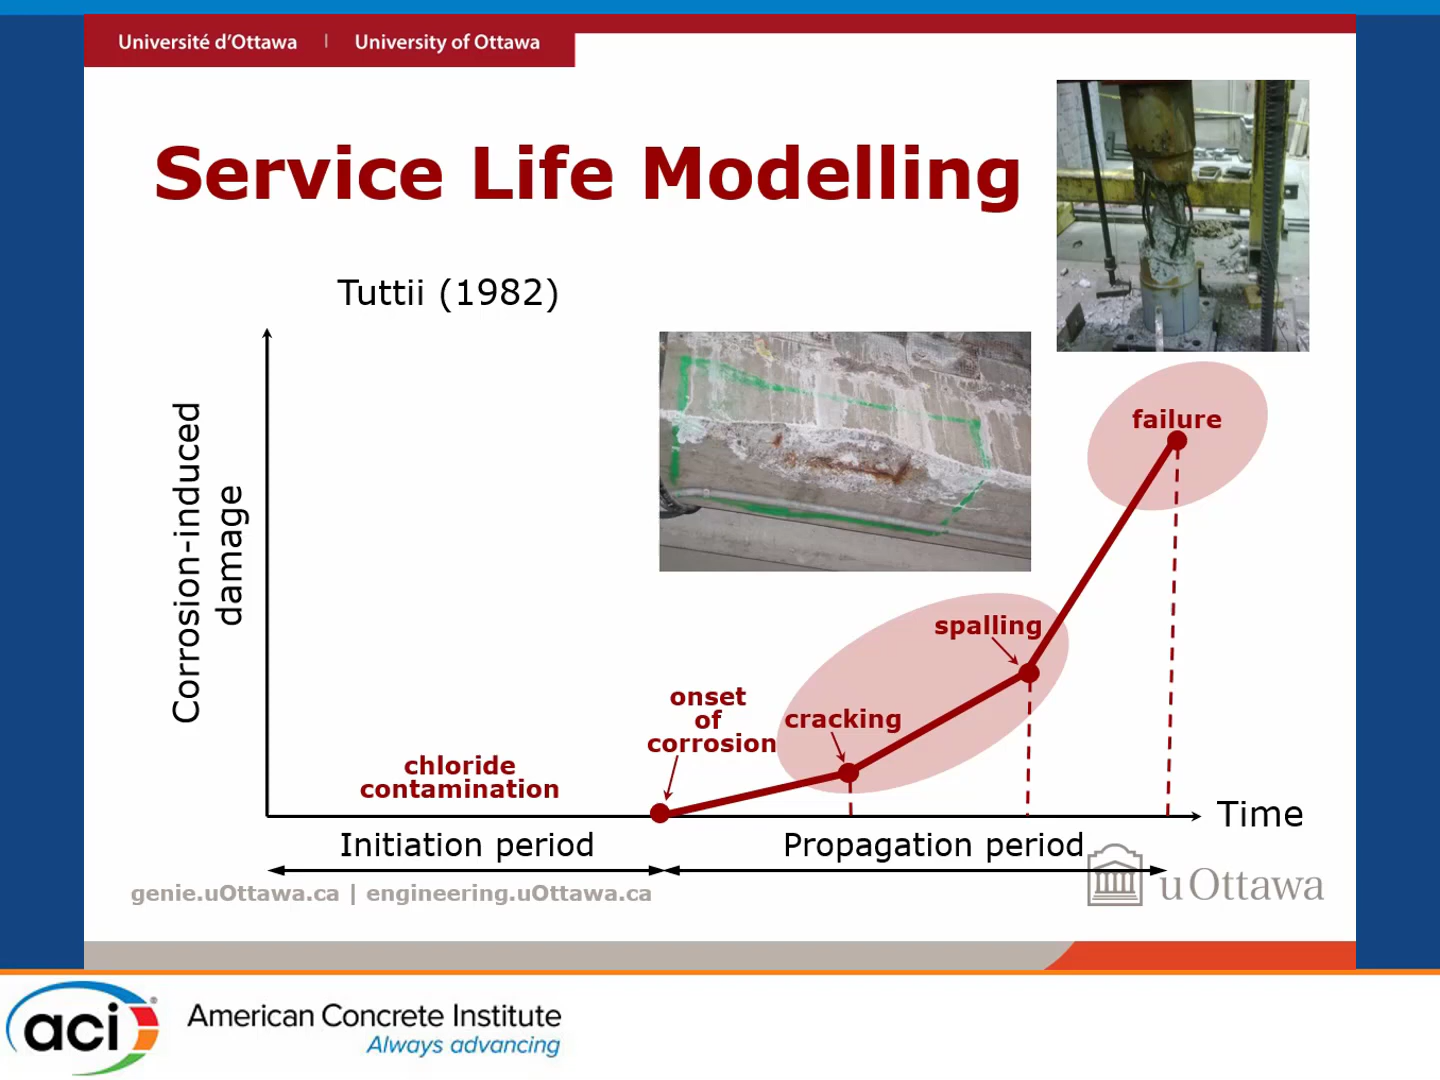 Université d'Ottawa | University of Ottawa
Service Life Modelling
Tuttii (1982)
Corrosion-induced
damage
failure
spalling
onset
of
corrosion
cracking
chloride
contamination
Time
Initiation period
Propagation period
genie.uOttawa.ca | engineering.uOttawa.ca
uOttawa
aci®
American Concrete Institute
Always advancing